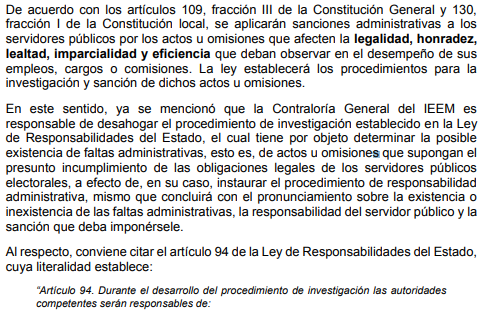 De acuerdo con los artículos 109, fracción III de la Constitución General y 130,
fracción I de la Constitución local, se aplicarán sanciones administrativas a los
servidores públicos por los actos u omisiones que afecten la legalidad, honradez,
lealtad, imparcialidad y eficiencia que deban observar en el desempeño de sus
empleos, cargos o comisiones. La ley establecerá los procedimientos para la
investigación y sanción de dichos actos u omisiones.
En este sentido, ya se mencionó que la Contraloría General del IEEM es
responsable de desahogar el procedimiento de investigación establecido en la Ley
de Responsabilidades del Estado, el cual tiene por objeto determinar la posible
existencia de faltas administrativas, esto es, de actos u omisiones que supongan el
presunto incumplimiento de las obligaciones legales de los servidores públicos
electorales, a efecto de, en su caso, instaurar el procedimiento de responsabilidad
administrativa, mismo que concluirá con el pronunciamiento sobre la existencia o
inexistencia de las faltas administrativas, la responsabilidad del servidor público y la
sanción que deba imponérsele.
Al respecto, conviene citar el artículo 94 de la Ley de Responsabilidades del Estado,
cuya literalidad establece:
"Artículo 94. Durante el desarrollo del procedimiento de investigación las autoridades
competentes serán responsables de: